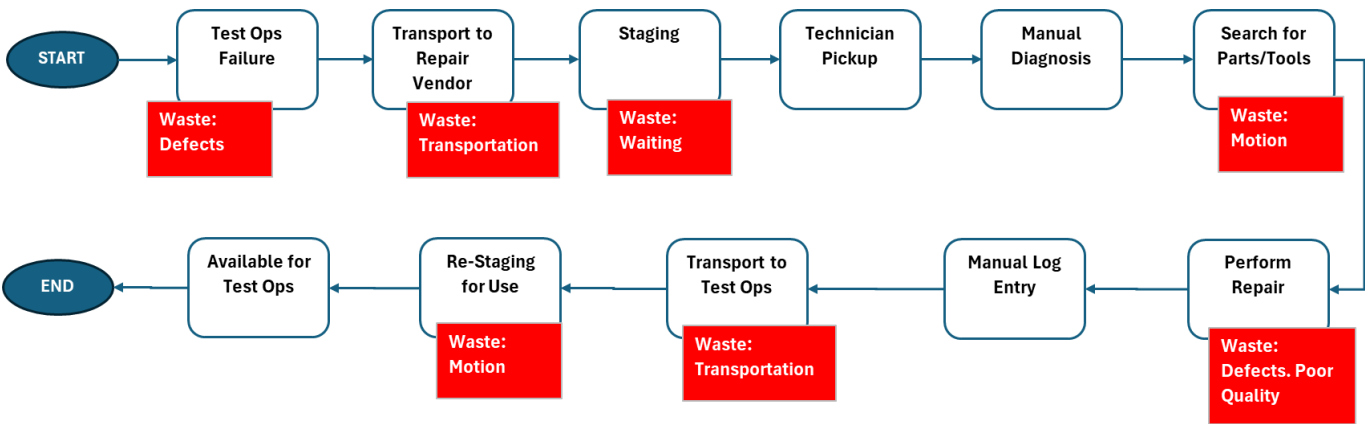 START
Test Ops
Failure
Waste:
Defects
Transport to
Repair
Vendor
Waste:
Transportation
Staging
Waste:
Waiting
Technician
Pickup
Manual
Diagnosis
Search for
Parts/Tools
Waste:
Motion
Perform
Repair
Waste:
Defects. Poor
Quality
Manual Log
Entry
Transport to
Test Ops
Waste:
Transportation
Re-Staging
for Use
Waste:
Motion
Available for
Test Ops
END